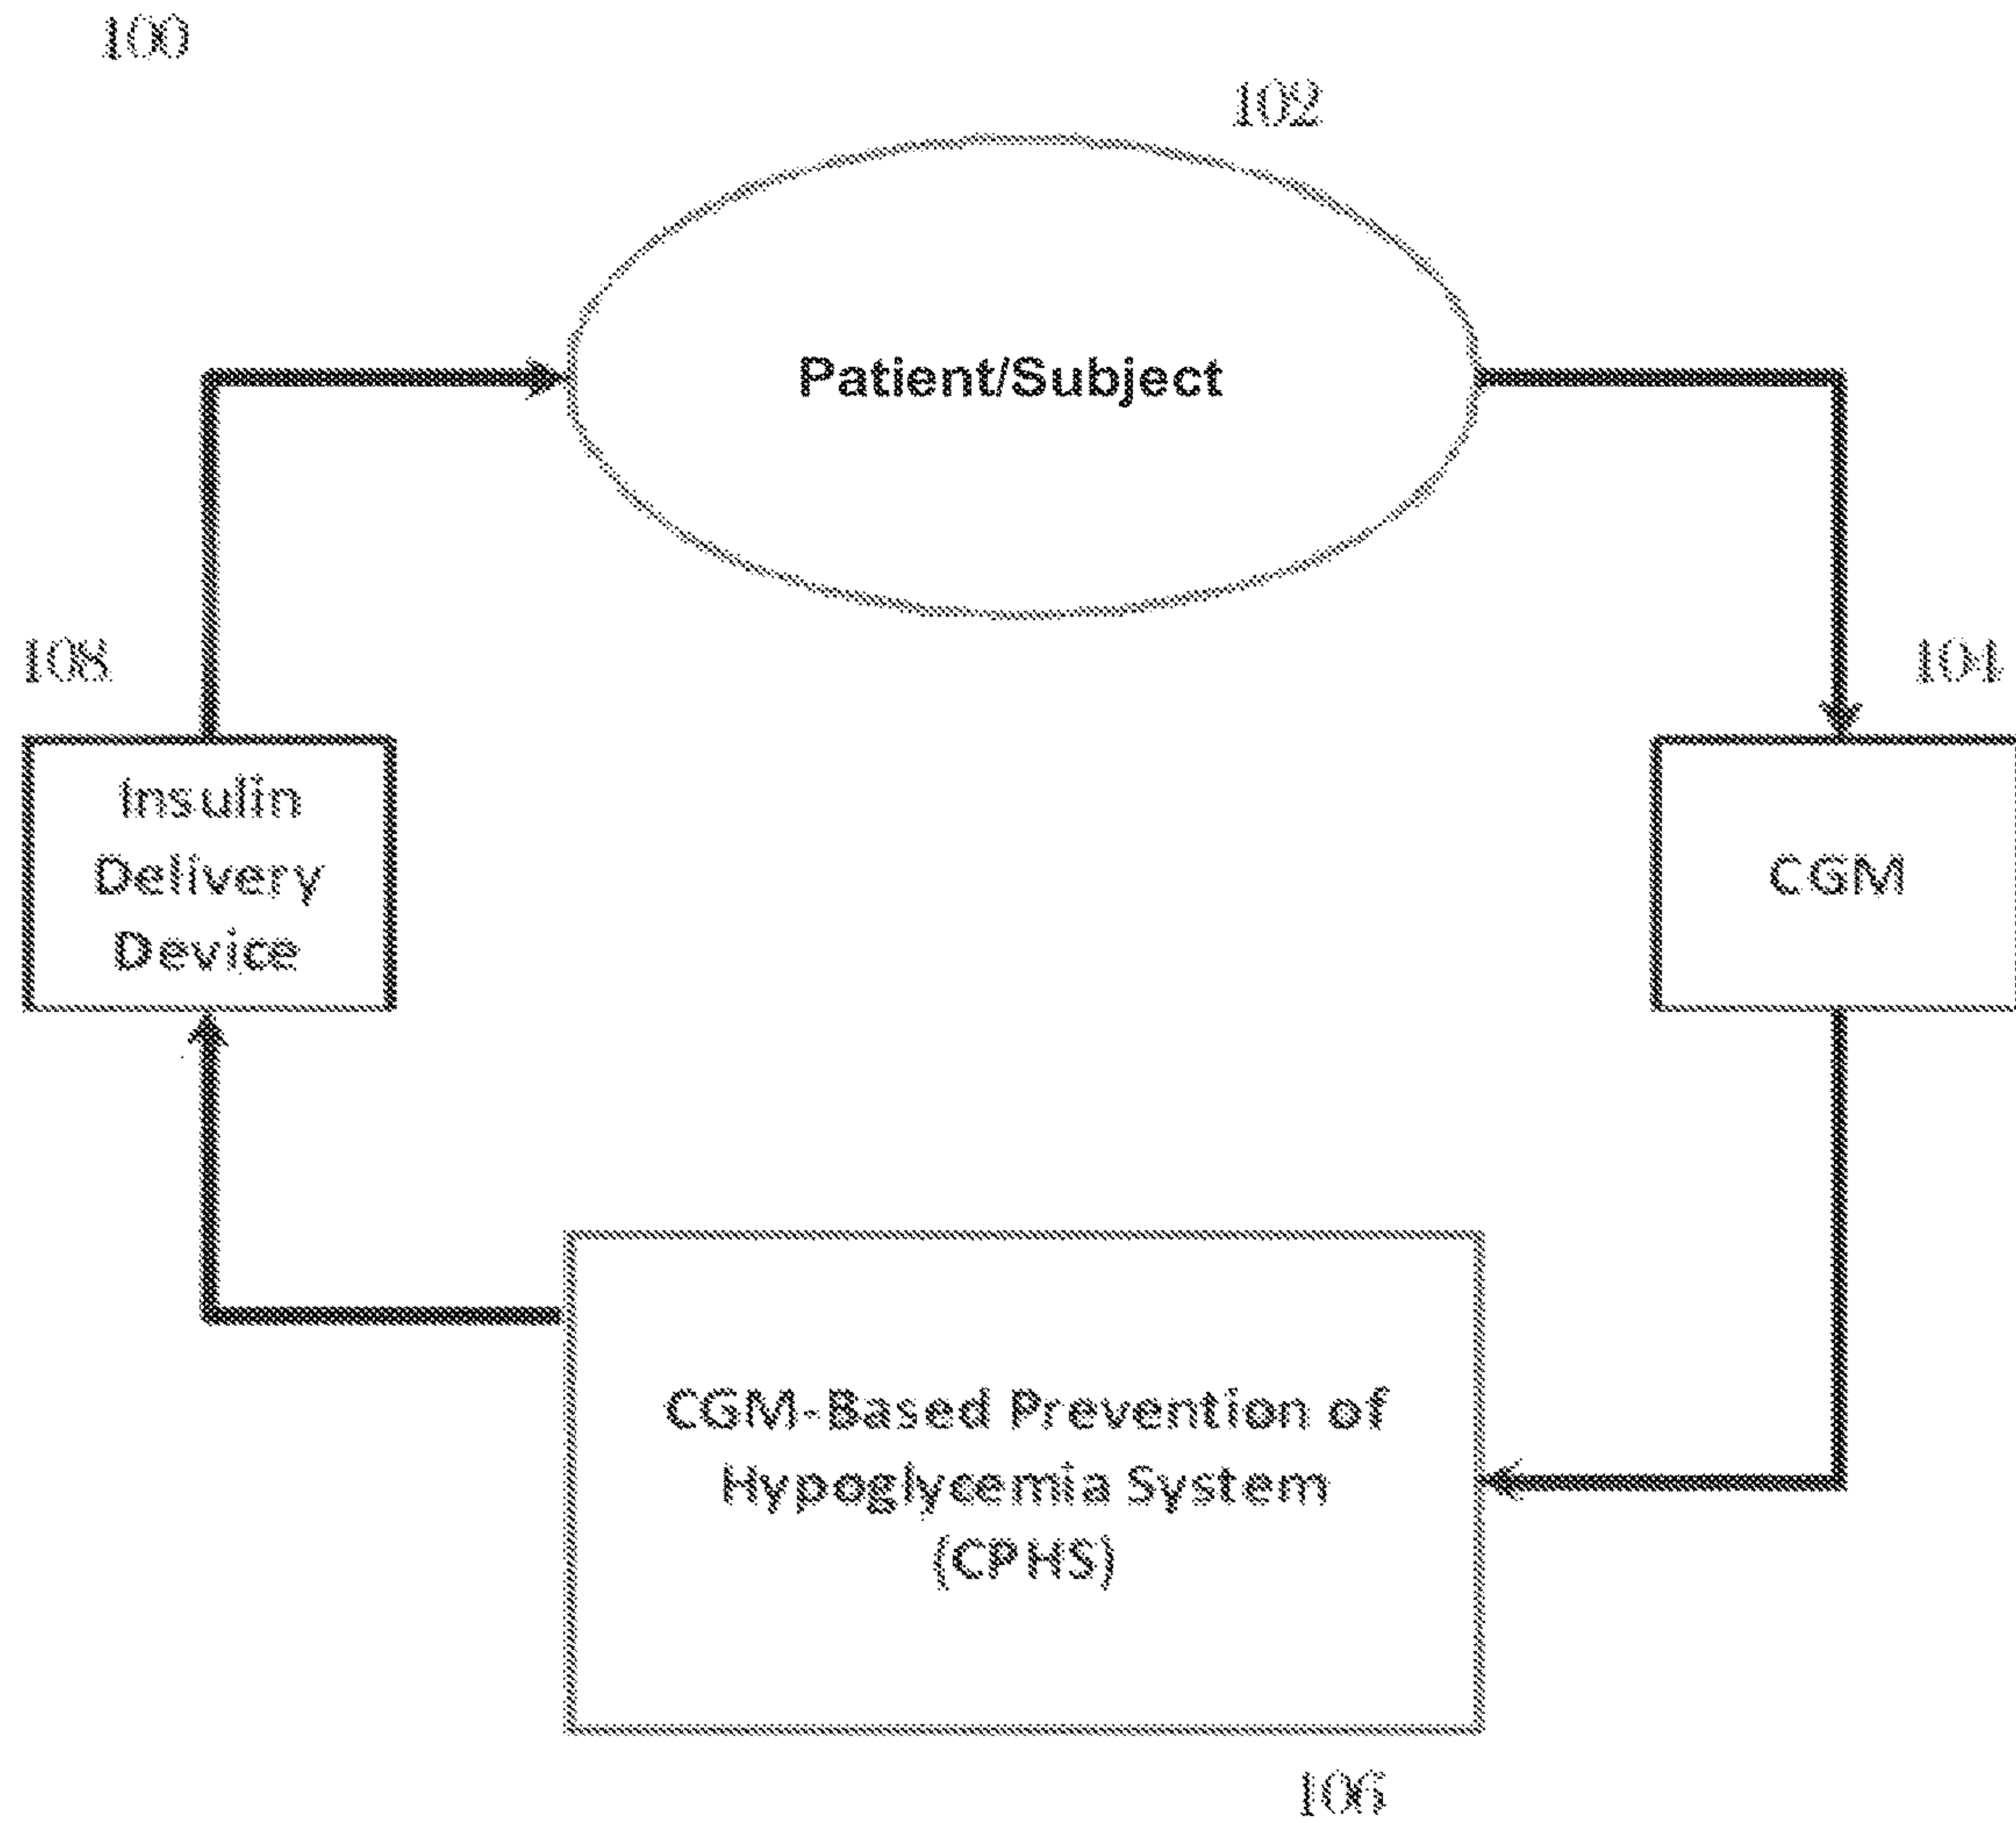 100
102
Patient/Subject
108
104
Insulin
Delivery
Device
CGM
CGM-Based Prevention of
Hypoglycemia System
(CPHS)
106